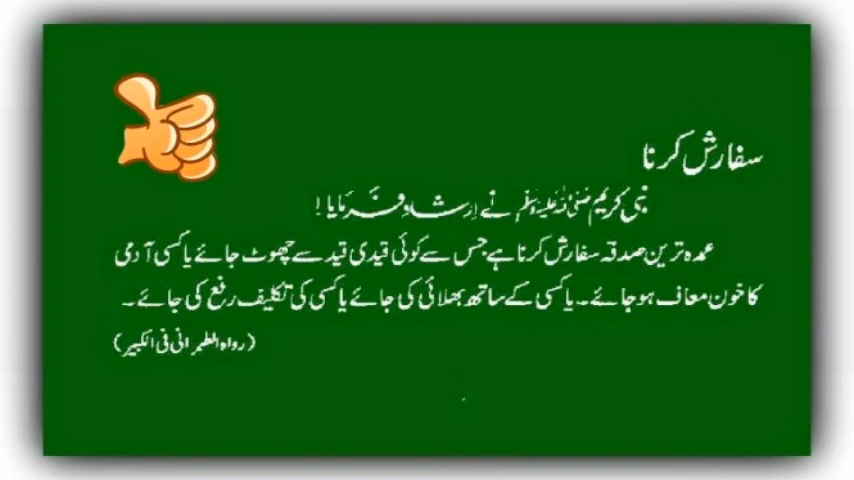 سفارش کرنا
نبی کریم صلی اللہ علیہ وسلم نے ارشاد فرمایا!
عمدہ ترین صدقہ سفارش کرنا ہے جس سے کوئی قیدی قید سے چھوٹ جائے یا کسی آدمی
کا خون معاف ہو جائے۔ یا کسی کے ساتھ بھلائی کی جائے یا کسی کی تکلیف رفع کی جائے۔
(رواہ الطبرانی فی الکبیر)